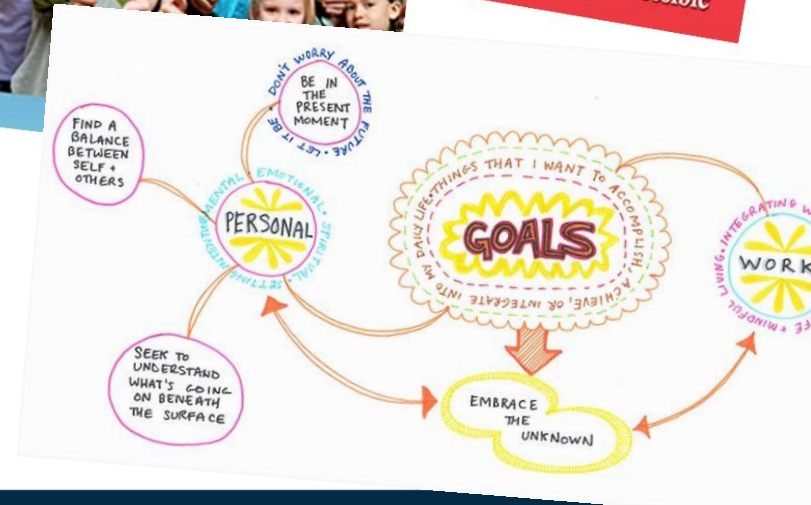 DON'T WORRY ABOUT THE FUTURE • LET IT BE •
BE IN
THE
PRESENT
MOMENT
FIND A
BALANCE
BETWEEN
SELF +
OTHERS
MENTAL • EMOTIONAL • SPIRITUAL • SETTING INTENTION
PERSONAL
SEEK TO
UNDERSTAND
WHAT'S GOING
ON BENEATH
THE SURFACE
THINGS THAT I WANT TO ACCOMPLISH, ACHIEVE, OR INTEGRATE INTO MY DAILY LIFE •
GOALS
MINDFUL LIVING • INTEGRATING
WORK
EMBRACE
THE
UNKNOWN